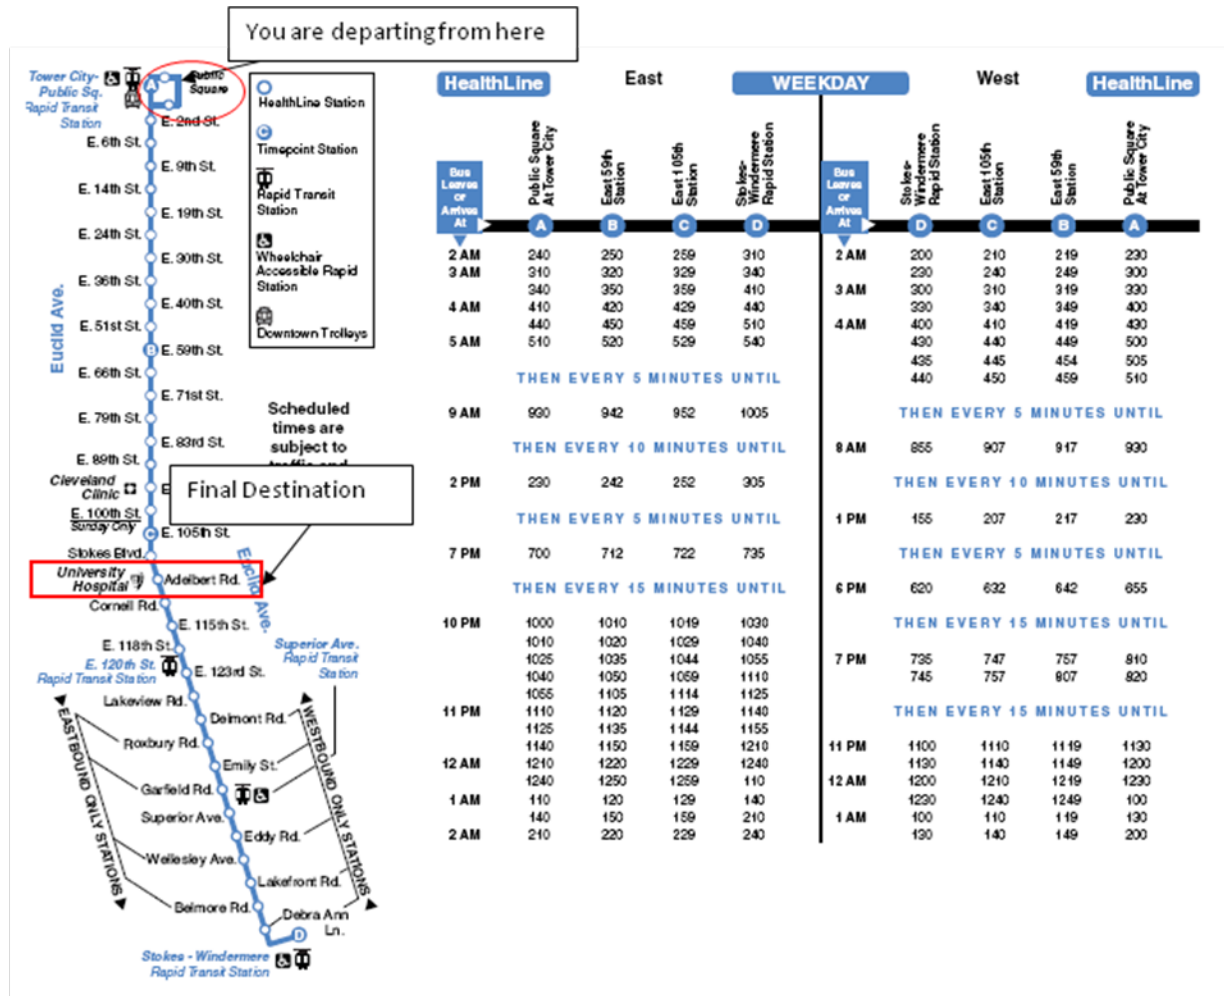 You are departing from here
Tower City-
Public Sq.
Rapid Transit
Station
A
Public
Square
E. 2nd St.
E. 6th St.
E. 9th St.
E. 14th St.
E. 19th St.
E. 24th St.
E. 30th St.
E. 36th St.
E. 40th St.
E. 51st St.
B E. 59th St.
E. 66th St.
E. 71st St.
E. 79th St.
E. 83rd St.
E. 89th St.
Cleveland
Clinic
E. 100th St.
Sunday Only
C E. 105th St.
Stokes Blvd.
University
Hospital
Adelbert Rd.
Cornell Rd.
E. 115th St.
E. 118th St.
E. 120th St.
Rapid Transit Station
E. 123rd St.
Lakeview Rd.
Delmont Rd.
Roxbury Rd.
Emily St.
Garfield Rd.
Superior Ave.
Eddy Rd.
Wellesley Ave.
Lakefront Rd.
Belmore Rd.
Debra Ann
Ln.
D
Stokes - Windermere
Rapid Transit Station
Euclid Ave.
Euclid Ave.
Superior Ave.
Rapid Transit
Station
EASTBOUND ONLY STATIONS
WESTBOUND ONLY STATIONS
HealthLine Station
C
Timepoint Station
Rapid Transit
Station
Wheelchair
Accessible Rapid
Station
Downtown Trolleys
Scheduled
times are
subject to
traffic and
Final Destination
HealthLine East WEEKDAY West HealthLine
Bus
Leaves
or
Arrives
At
Public Square
At Tower City
East 59th
Station
East 105th
Station
Stokes-
Windermere
Rapid Station
A B C D
2 AM 240 250 259 310
3 AM 310 320 329 340
340 350 359 410
4 AM 410 420 429 440
440 450 459 510
5 AM 510 520 529 540
THEN EVERY 5 MINUTES UNTIL
9 AM 930 942 952 1005
THEN EVERY 10 MINUTES UNTIL
2 PM 230 242 252 305
THEN EVERY 5 MINUTES UNTIL
7 PM 700 712 722 735
THEN EVERY 15 MINUTES UNTIL
10 PM 1000 1010 1019 1030
1010 1020 1029 1040
1025 1035 1044 1055
1040 1050 1059 1110
1055 1105 1114 1125
11 PM 1110 1120 1129 1140
1125 1135 1144 1155
1140 1150 1159 1210
12 AM 1210 1220 1229 1240
1240 1250 1259 110
1 AM 110 120 129 140
140 150 159 210
2 AM 210 220 229 240
Bus
Leaves
or
Arrives
At
Stokes-
Windermere
Rapid Station
East 105th
Station
East 59th
Station
Public Square
At Tower City
D C B A
2 AM 200 210 219 230
230 240 249 300
3 AM 300 310 319 330
330 340 349 400
4 AM 400 410 419 430
430 440 449 500
435 445 454 505
440 450 459 510
THEN EVERY 5 MINUTES UNTIL
8 AM 855 907 917 930
THEN EVERY 10 MINUTES UNTIL
1 PM 155 207 217 230
THEN EVERY 5 MINUTES UNTIL
6 PM 620 632 642 655
THEN EVERY 15 MINUTES UNTIL
7 PM 735 747 757 810
745 757 807 820
THEN EVERY 15 MINUTES UNTIL
11 PM 1100 1110 1119 1130
1130 1140 1149 1200
12 AM 1200 1210 1219 1230
1230 1240 1249 100
1 AM 100 110 119 130
130 140 149 200